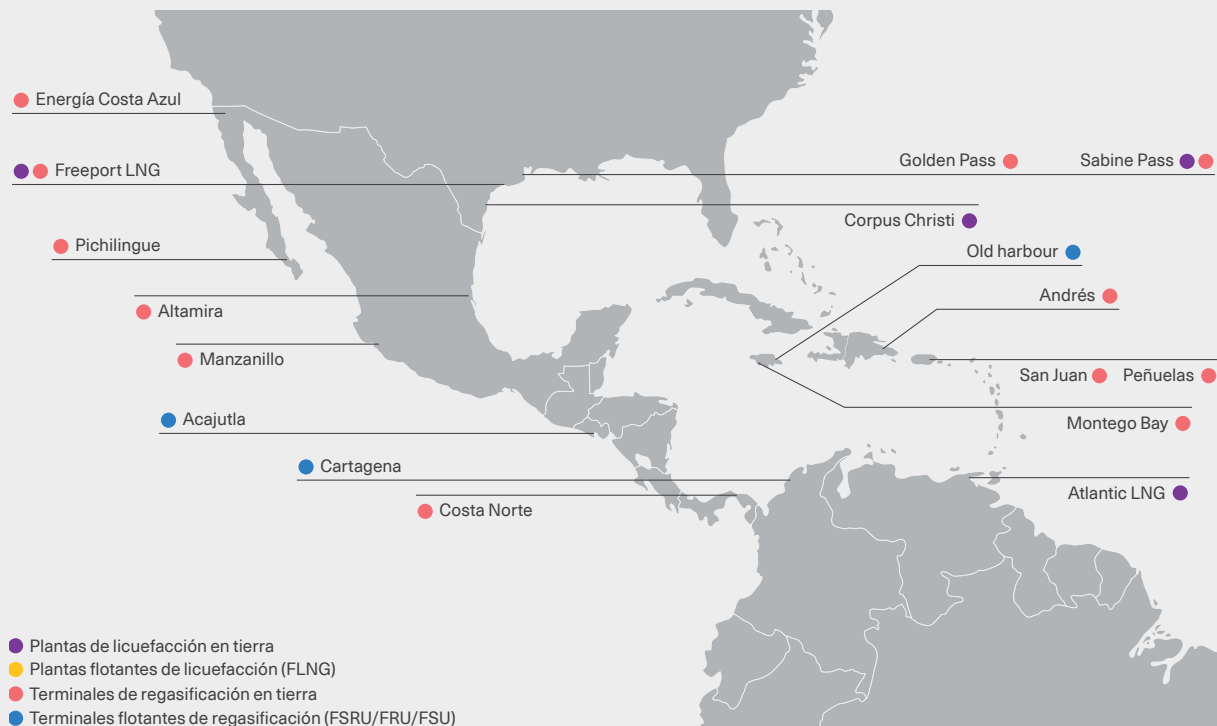 Energía Costa Azul
Freeport LNG
Golden Pass
Sabine Pass
Corpus Christi
Pichilingue
Old harbour
Altamira
Andrés
Manzanillo
San Juan
Peñuelas
Acajutla
Montego Bay
Cartagena
Atlantic LNG
Costa Norte
Plantas de licuefacción en tierra
Plantas flotantes de licuefacción (FLNG)
Terminales de regasificación en tierra
Terminales flotantes de regasificación (FSRU/FRU/FSU)